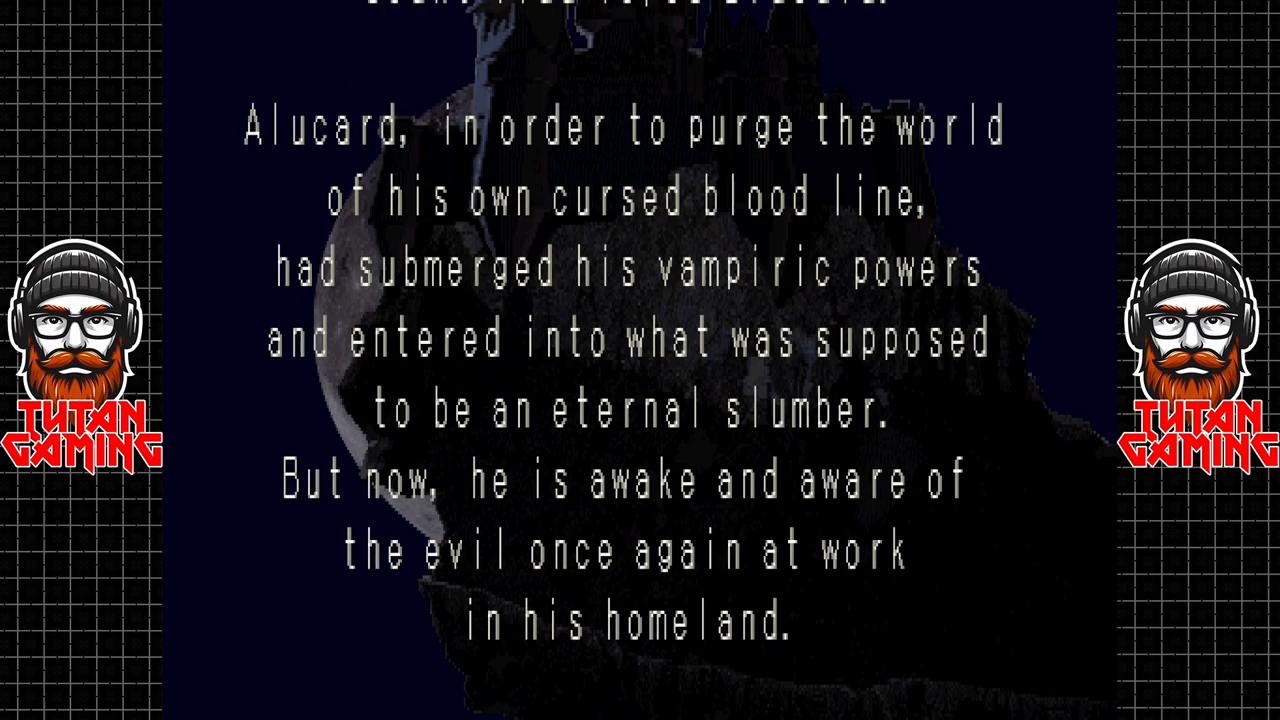 Alucard, in order to purge the world
of his own cursed blood line,
had submerged his vampiric powers
and entered into what was supposed
to be an eternal slumber.
But now, he is awake and aware of
the evil once again at work
in his homeland.
TUTAN
GAMING
TUTAN
GAMING